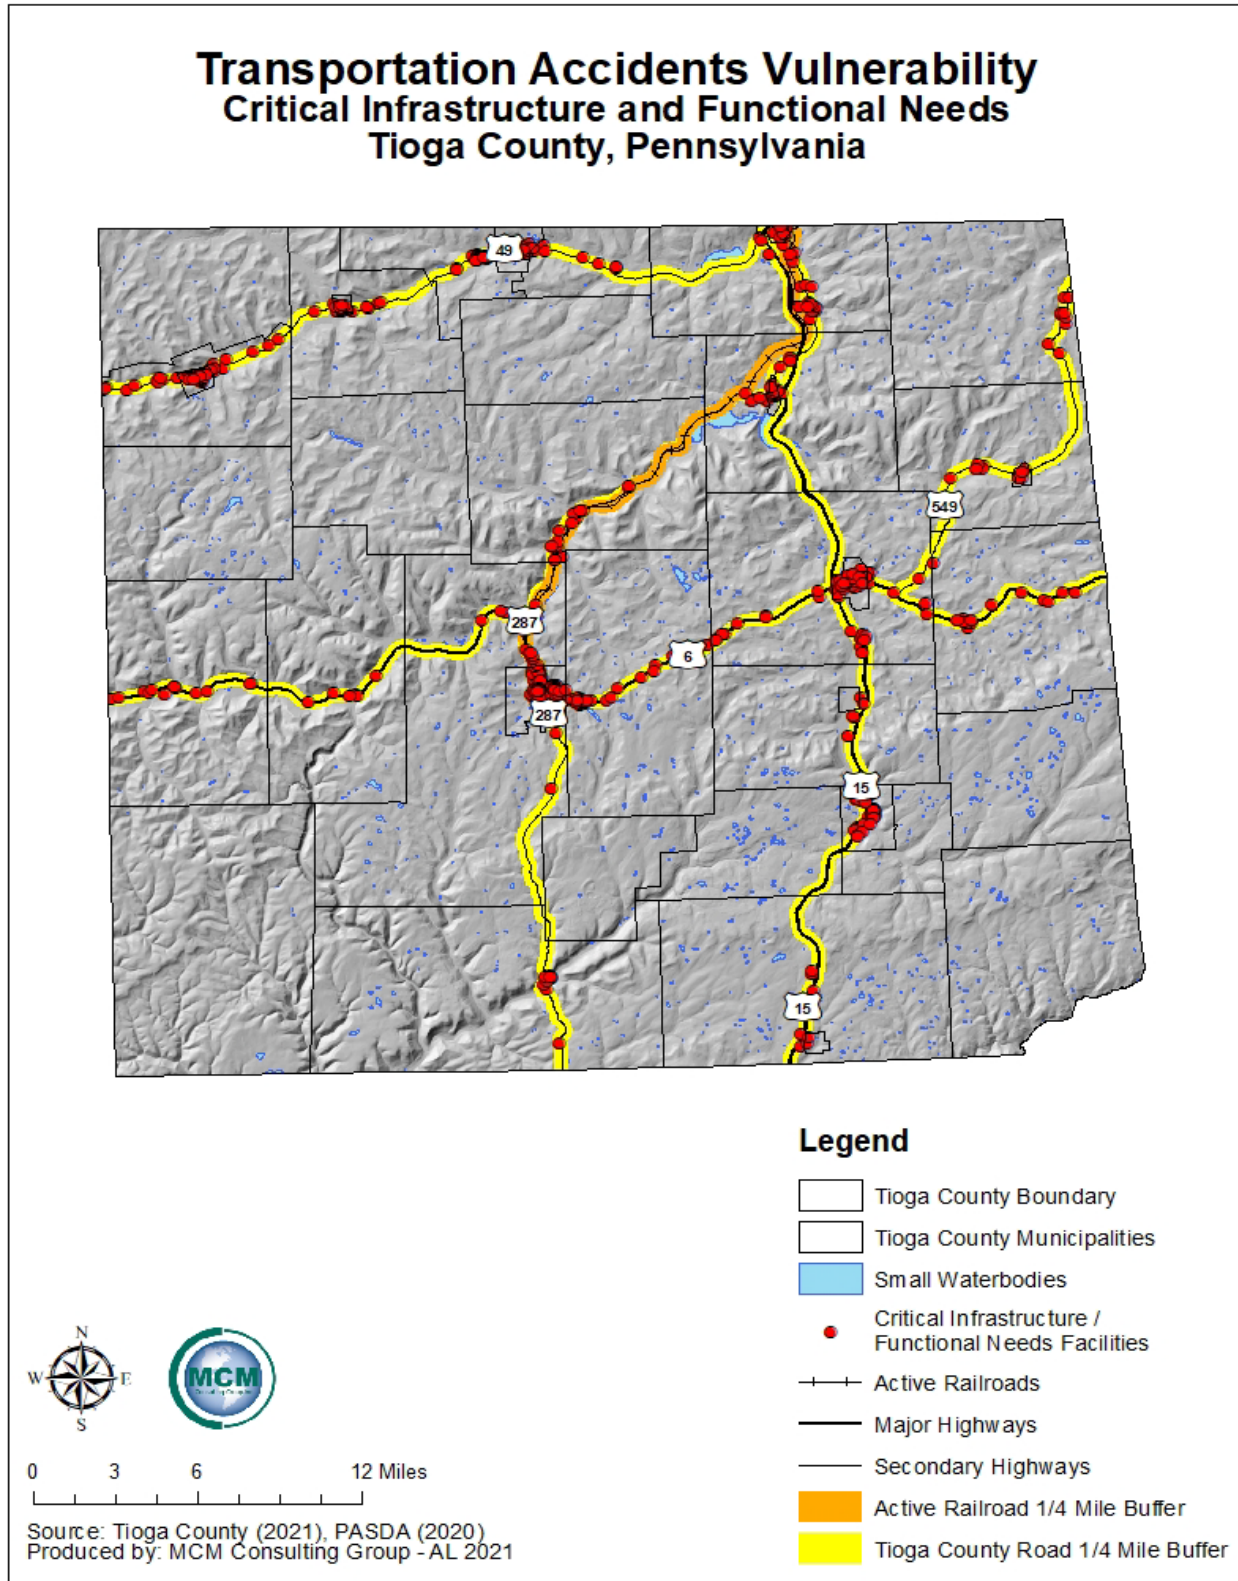 Transportation Accidents Vulnerability
Critical Infrastructure and Functional Needs
Tioga County, Pennsylvania
49
549
287
6
287
15
15
Legend
Tioga County Boundary
Tioga County Municipalities
Small Waterbodies
Critical Infrastructure /
Functional Needs Facilities
Active Railroads
Major Highways
Secondary Highways
Active Railroad 1/4 Mile Buffer
Tioga County Road 1/4 Mile Buffer
N
W E
S
MCM
Consulting Group, Inc.
0 3 6 12 Miles
Source: Tioga County (2021), PASDA (2020)
Produced by: MCM Consulting Group - AL 2021